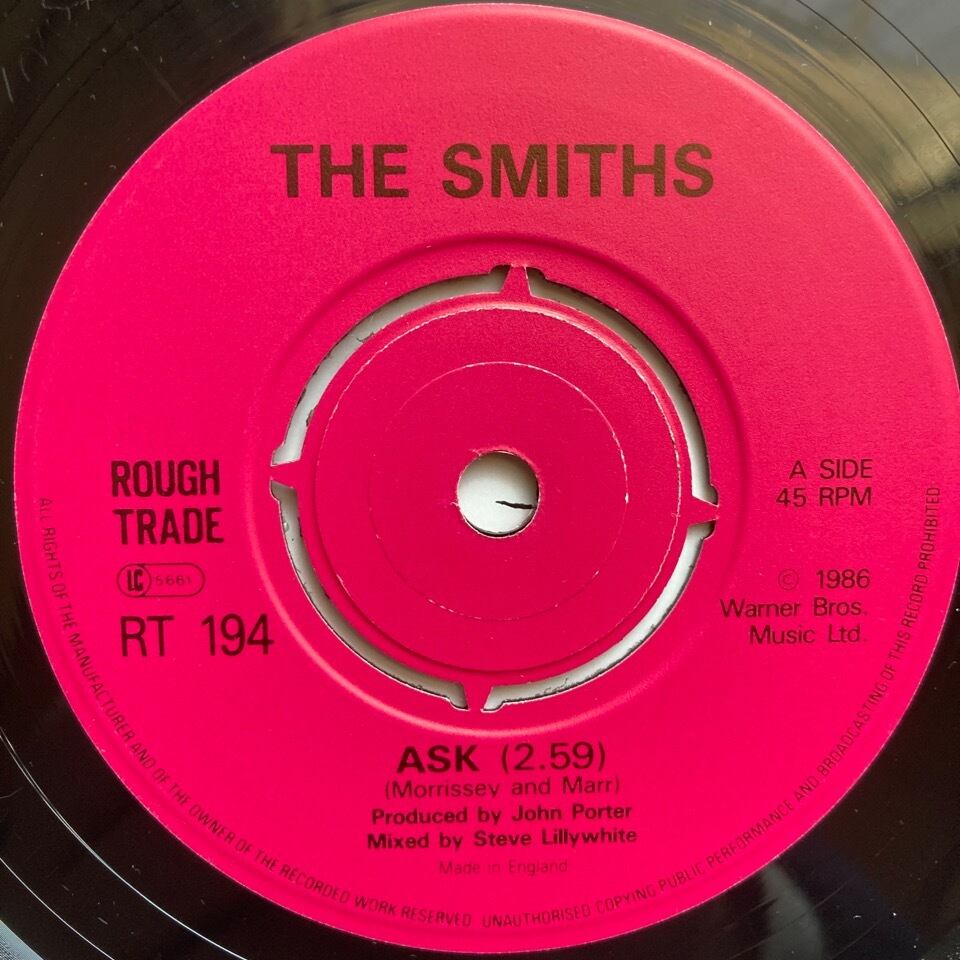 THE SMITHS
ROUGH
TRADE
LC 5661
RT 194
A SIDE
45 RPM
© 1986
Warner Bros.
Music Ltd.
ASK (2.59)
(Morrissey and Marr)
Produced by John Porter
Mixed by Steve Lillywhite
Made in England
ALL RIGHTS OF THE MANUFACTURER AND OF THE OWNER OF THE RECORDED WORK RESERVED UNAUTHORISED COPYING PUBLIC PERFORMANCE AND BROADCASTING OF THIS RECORD PROHIBITED